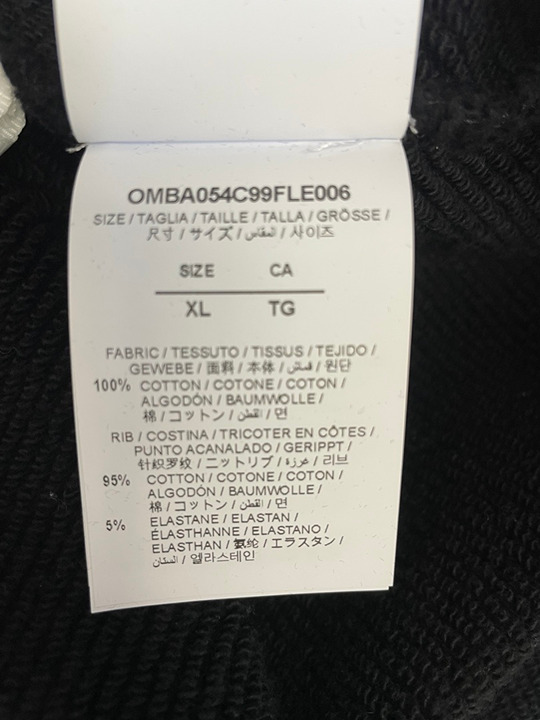 OMBA054C99FLE006
SIZE / TAGLIA / TAILLE / TALLA / GRÖSSE /
尺寸 / サイズ / المقاس / 사이즈
SIZE CA
XL TG
FABRIC / TESSUTO / TISSUS / TEJIDO /
GEWEBE / 面料 / 本体 / قماش / 원단
100% COTTON / COTONE / COTON /
ALGODÓN / BAUMWOLLE /
棉 / コットン / القطن / 면
RIB / COSTINA / TRICOTER EN CÔTES /
PUNTO ACANALADO / GERIPPT /
针织罗纹 / ニットリブ / غرزة / 리브
95% COTTON / COTONE / COTON /
ALGODÓN / BAUMWOLLE /
棉 / コットン / القطن / 면
5% ELASTANE / ELASTAN /
ÉLASTHANNE / ELASTANO /
ELASTHAN / 氨纶 / エラスタン /
/ 엘라스테인